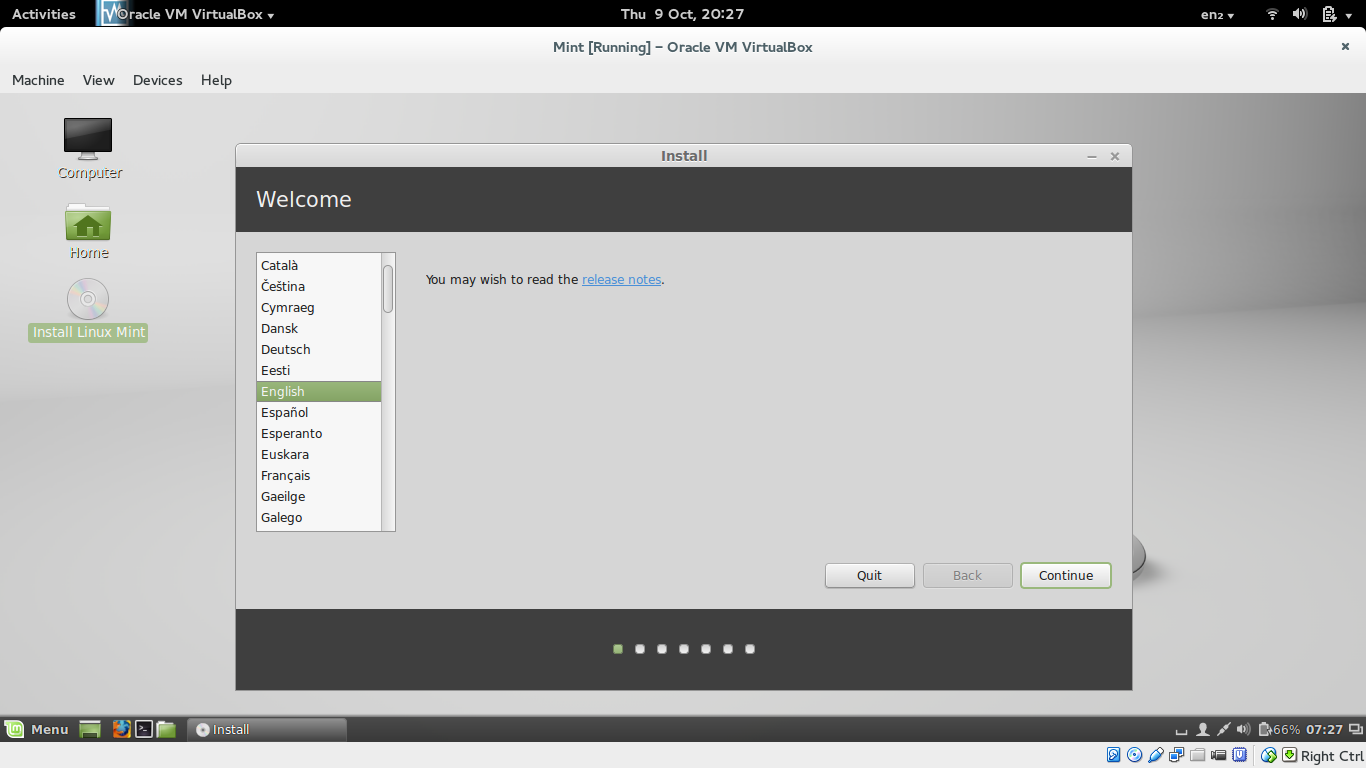 Activities Oracle VM VirtualBox Thu 9 Oct, 20:27 en₂
Mint [Running] – Oracle VM VirtualBox
Machine View Devices Help
Computer
Home
Install Linux Mint
Install
Welcome
Català
Čeština
Cymraeg
Dansk
Deutsch
Eesti
English
Español
Esperanto
Euskara
Français
Gaeilge
Galego
You may wish to read the release notes.
Quit Back Continue
Menu Install 66% 07:27
Right Ctrl